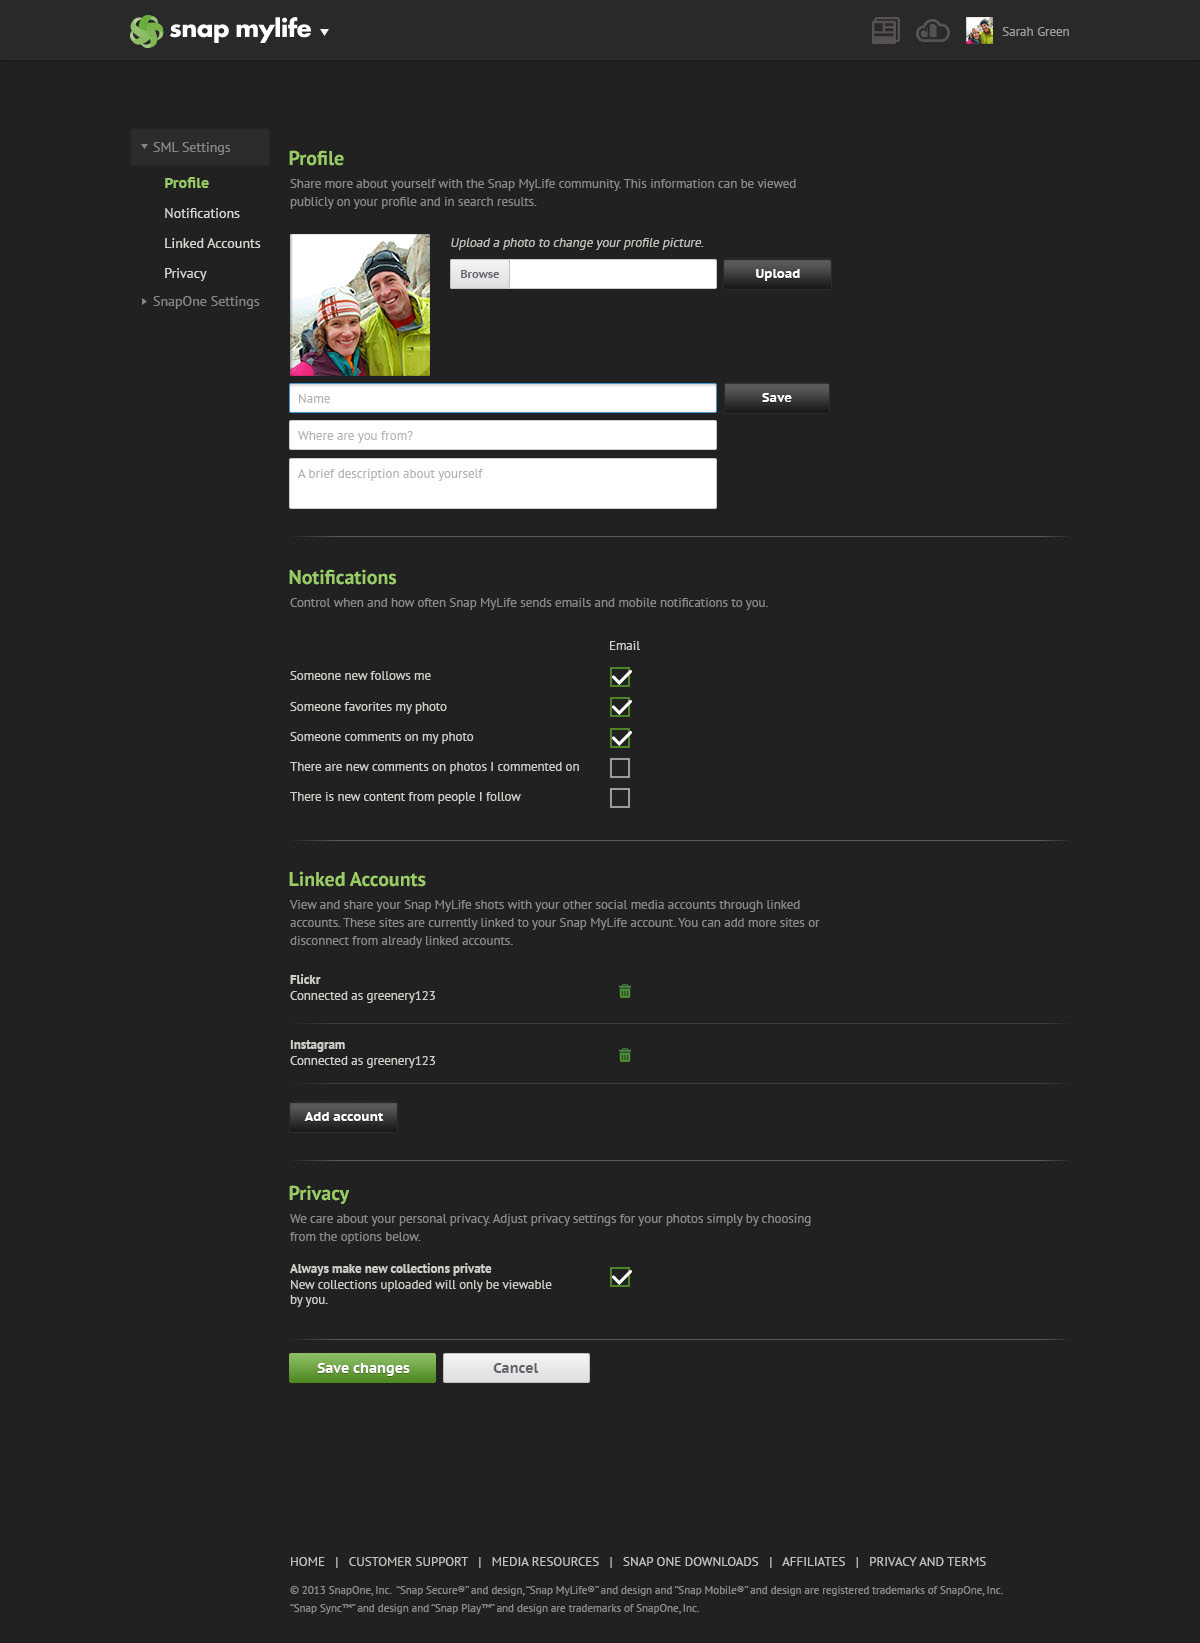 snap mylife
Sarah Green
SML Settings
Profile
Notifications
Linked Accounts
Privacy
SnapOne Settings
Profile
Share more about yourself with the Snap MyLife community. This information can be viewed
publicly on your profile and in search results.
Upload a photo to change your profile picture.
Browse
Upload
Name
Save
Where are you from?
A brief description about yourself
Notifications
Control when and how often Snap MyLife sends emails and mobile notifications to you.
Email
Someone new follows me
Someone favorites my photo
Someone comments on my photo
There are new comments on photos I commented on
There is new content from people I follow
Linked Accounts
View and share your Snap MyLife shots with your other social media accounts through linked
accounts. These sites are currently linked to your Snap MyLife account. You can add more sites or
disconnect from already linked accounts.
Flickr
Connected as greenery123
Instagram
Connected as greenery123
Add account
Privacy
We care about your personal privacy. Adjust privacy settings for your photos simply by choosing
from the options below.
Always make new collections private
New collections uploaded will only be viewable
by you.
Save changes
Cancel
HOME | CUSTOMER SUPPORT | MEDIA RESOURCES | SNAP ONE DOWNLOADS | AFFILIATES | PRIVACY AND TERMS
© 2013 SnapOne, Inc. “Snap Secure®” and design, “Snap MyLife®” and design and “Snap Mobile®” and design are registered trademarks of SnapOne, Inc.
“Snap Sync™” and design and “Snap Play™” and design are trademarks of SnapOne, Inc.